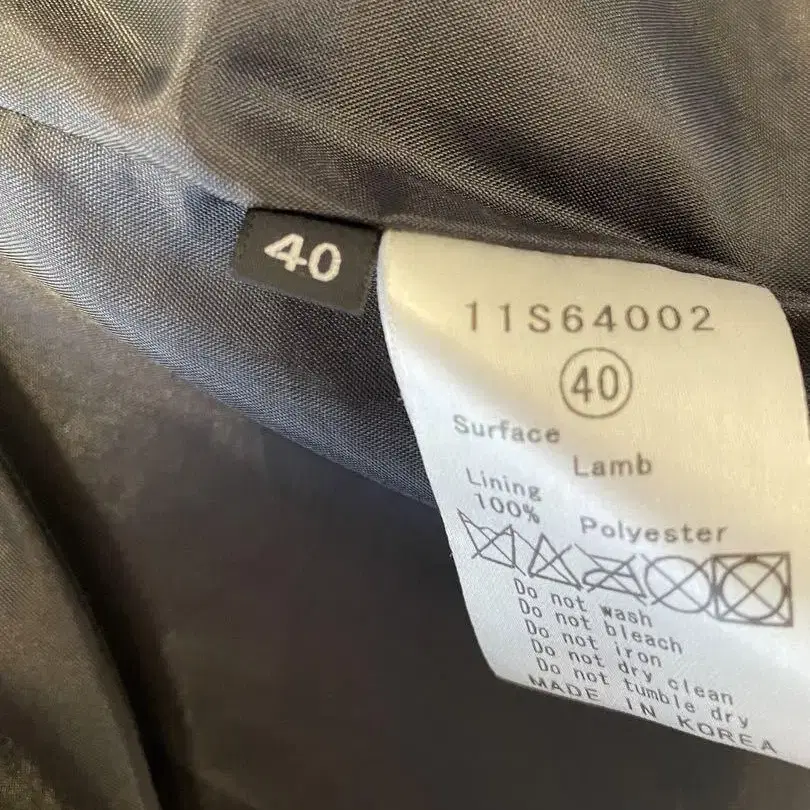 40
11S64002
40
Surface
Lamb
Lining
100% Polyester
Do not wash
Do not bleach
Do not iron
Do not dry clean
Do not tumble dry
MADE IN KOREA